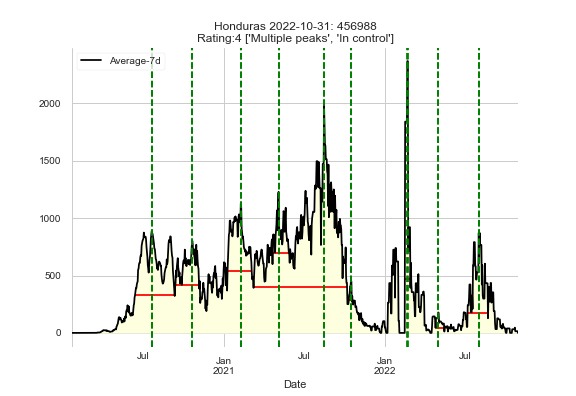 Honduras 2022-10-31: 456988
Rating:4 ['Multiple peaks', 'In control']
Average-7d
2000
1500
1000
500
0
Jul
Jan
2021
Jul
Jan
2022
Jul
Date